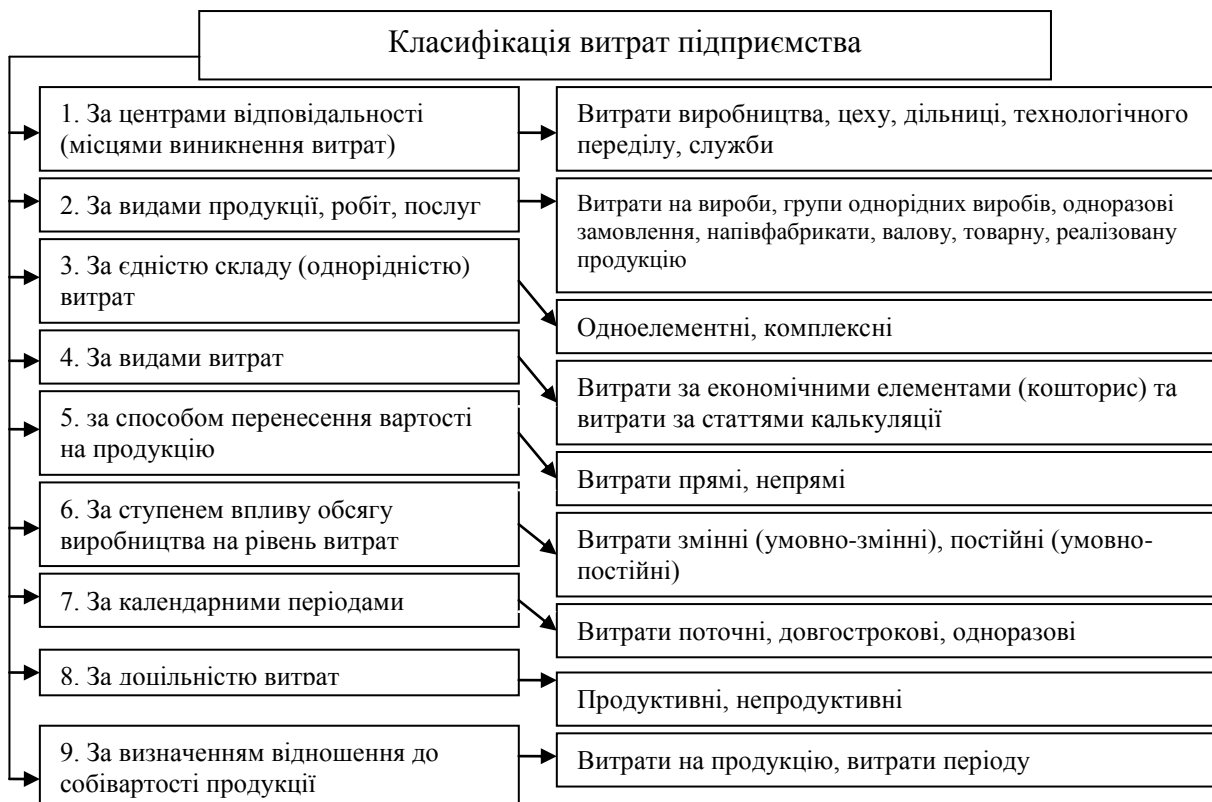 Класифікація витрат підприємства
1. За центрами відповідальності
(місцями виникнення витрат)
Витрати виробництва, цеху, дільниці, технологічного
переділу, служби
2. За видами продукції, робіт, послуг
Витрати на вироби, групи однорідних виробів, одноразові
замовлення, напівфабрикати, валову, товарну, реалізовану
продукцію
3. За єдністю складу (однорідністю)
витрат
Одноелементні, комплексні
4. За видами витрат
Витрати за економічними елементами (кошторис) та
витрати за статтями калькуляції
5. за способом перенесення вартості
на продукцію
Витрати прямі, непрямі
6. За ступенем впливу обсягу
виробництва на рівень витрат
Витрати змінні (умовно-змінні), постійні (умовно-
постійні)
7. За календарними періодами
Витрати поточні, довгострокові, одноразові
8. За доцільністю витрат
Продуктивні, непродуктивні
9. За визначенням відношення до
собівартості продукції
Витрати на продукцію, витрати періоду